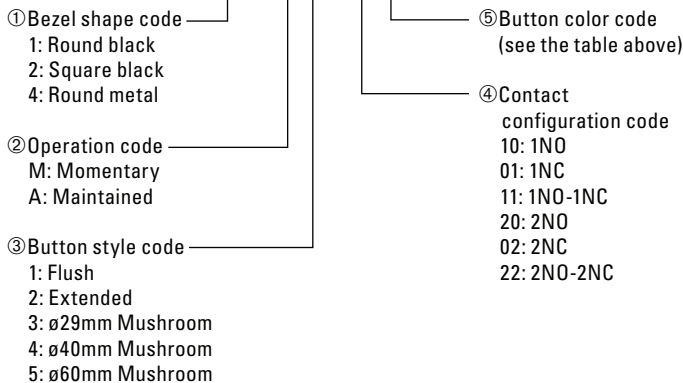 ①Bezel shape code
1: Round black
2: Square black
4: Round metal
②Operation code
M: Momentary
A: Maintained
③Button style code
1: Flush
2: Extended
3: ø29mm Mushroom
4: ø40mm Mushroom
5: ø60mm Mushroom
⑤Button color code
(see the table above)
④Contact
configuration code
10: 1NO
01: 1NC
11: 1NO-1NC
20: 2NO
02: 2NC
22: 2NO-2NC